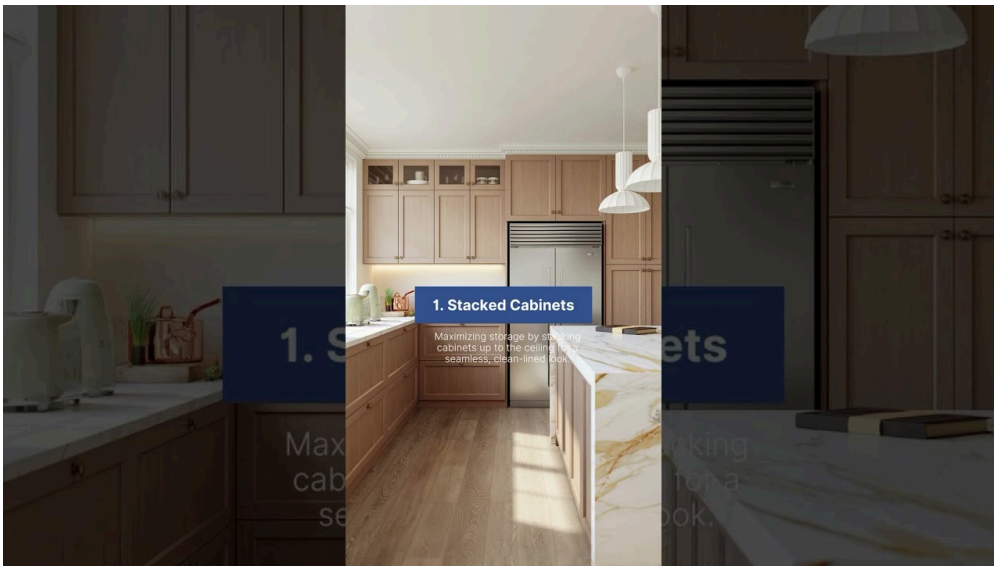 1. Stacked Cabinets
Maximizing storage by stacking
cabinets up to the ceiling for a
seamless, clean-lined look.